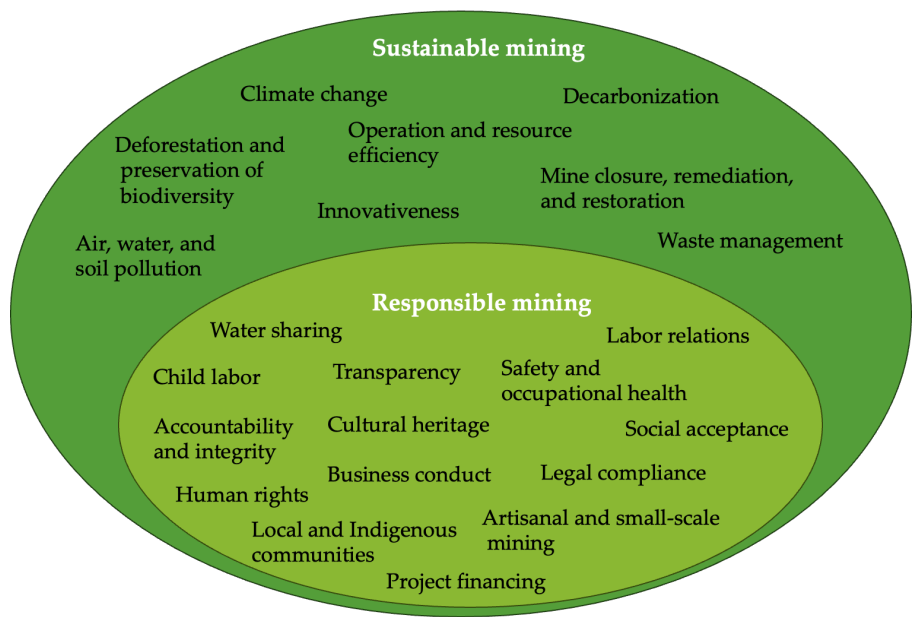 Sustainable mining
Climate change
Decarbonization
Operation and resource
efficiency
Deforestation and
preservation of
biodiversity
Mine closure, remediation,
and restoration
Innovativeness
Air, water, and
soil pollution
Waste management
Responsible mining
Water sharing
Labor relations
Child labor
Transparency
Safety and
occupational health
Accountability
and integrity
Cultural heritage
Social acceptance
Business conduct
Legal compliance
Human rights
Local and Indigenous
communities
Artisanal and small-scale
mining
Project financing